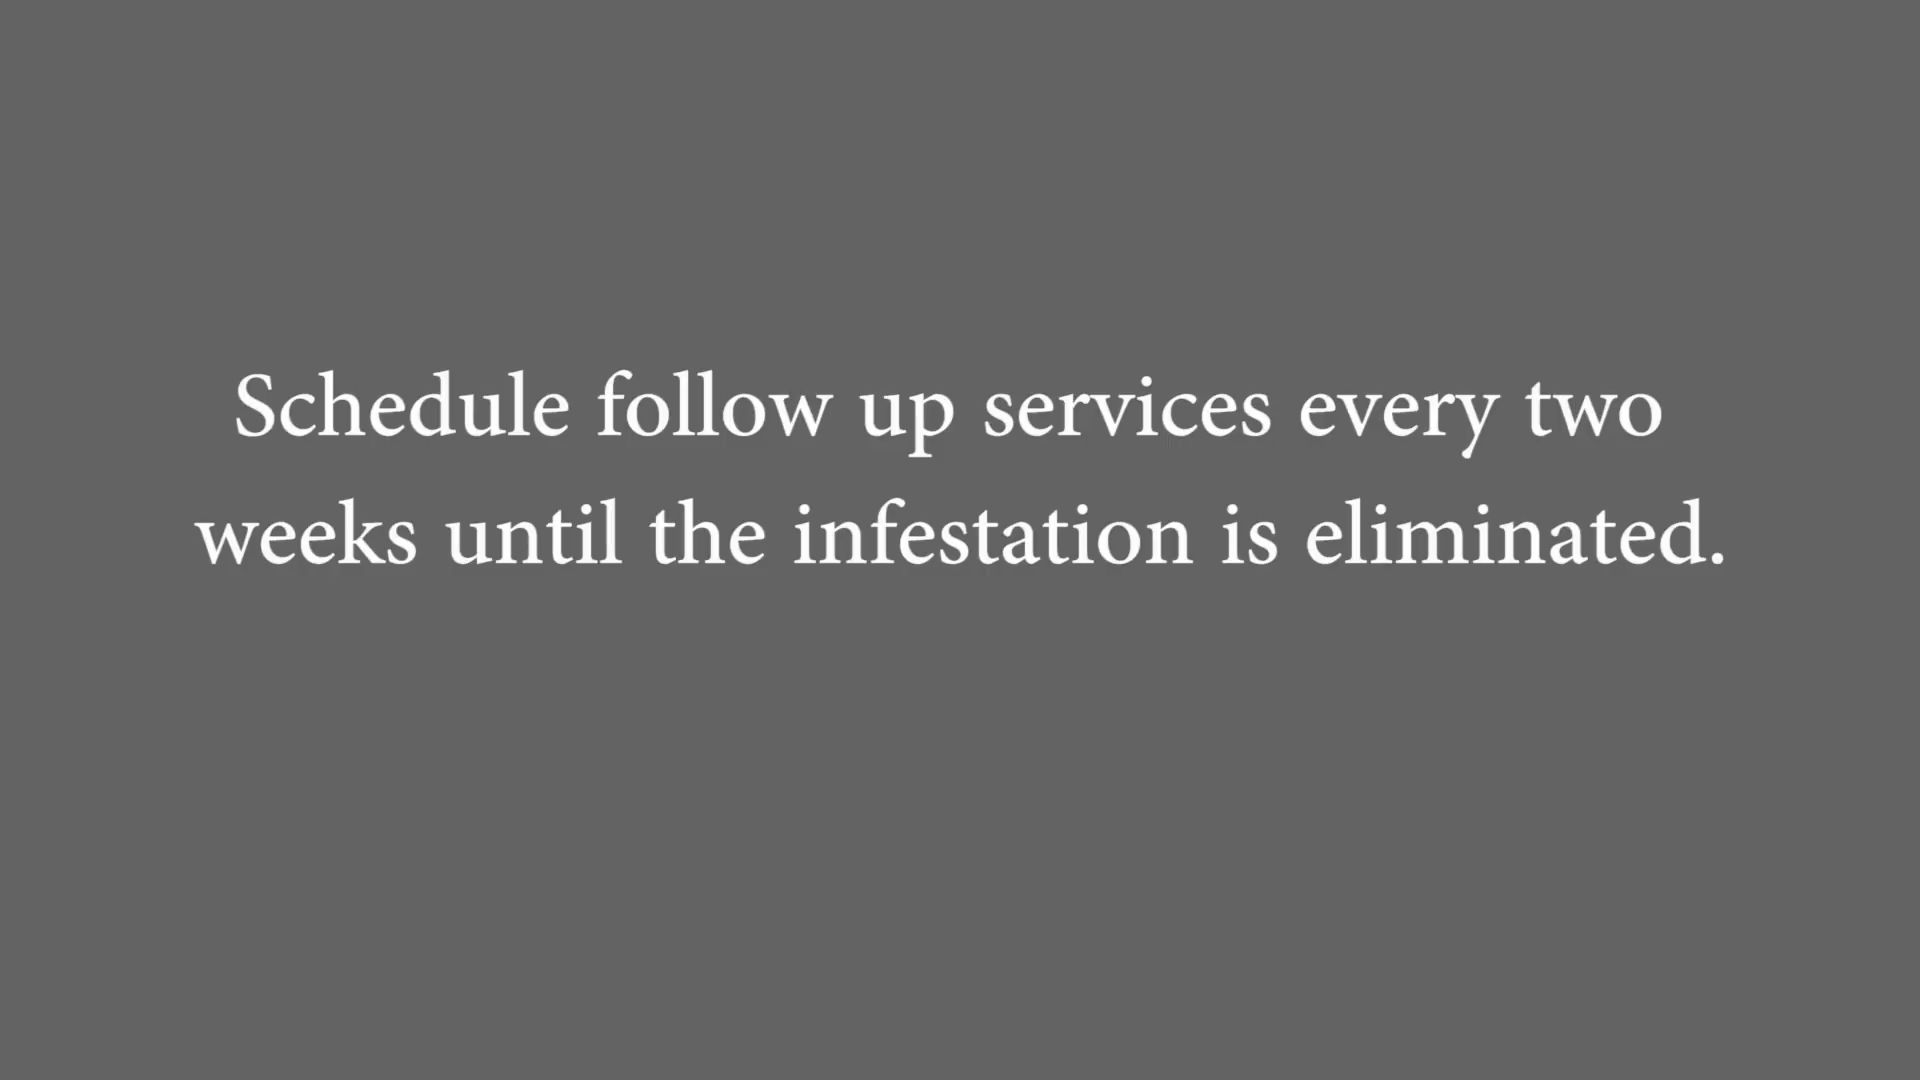 Schedule follow up services every two
weeks until the infestation is eliminated.